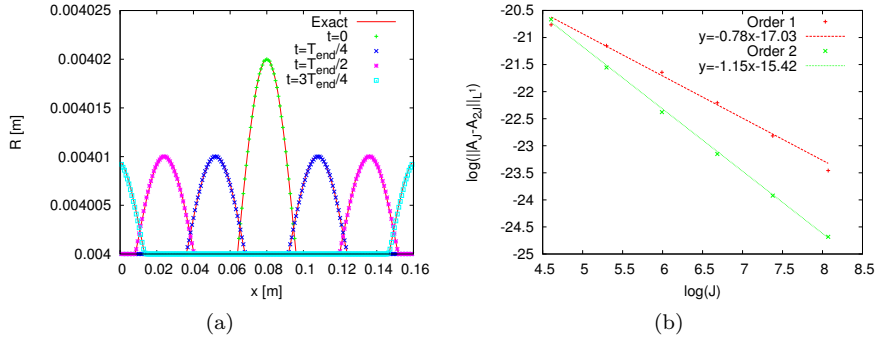 0.004025
0.00402
0.004015
0.00401
0.004005
0.004
R [m]
0 0.02 0.04 0.06 0.08 0.10 0.12 0.14 0.16
x [m]
Exact
t=0
t=T_end/4
t=T_end/2
t=3T_end/4
(a)
-20.5
-21
-21.5
-22
-22.5
-23
-23.5
-24
-24.5
-25
log(||A_J-A_2J||_L¹)
4.5 5 5.5 6 6.5 7 7.5 8 8.5
log(J)
Order 1
y=-0.78x-17.03
Order 2
y=-1.15x-15.42
(b)